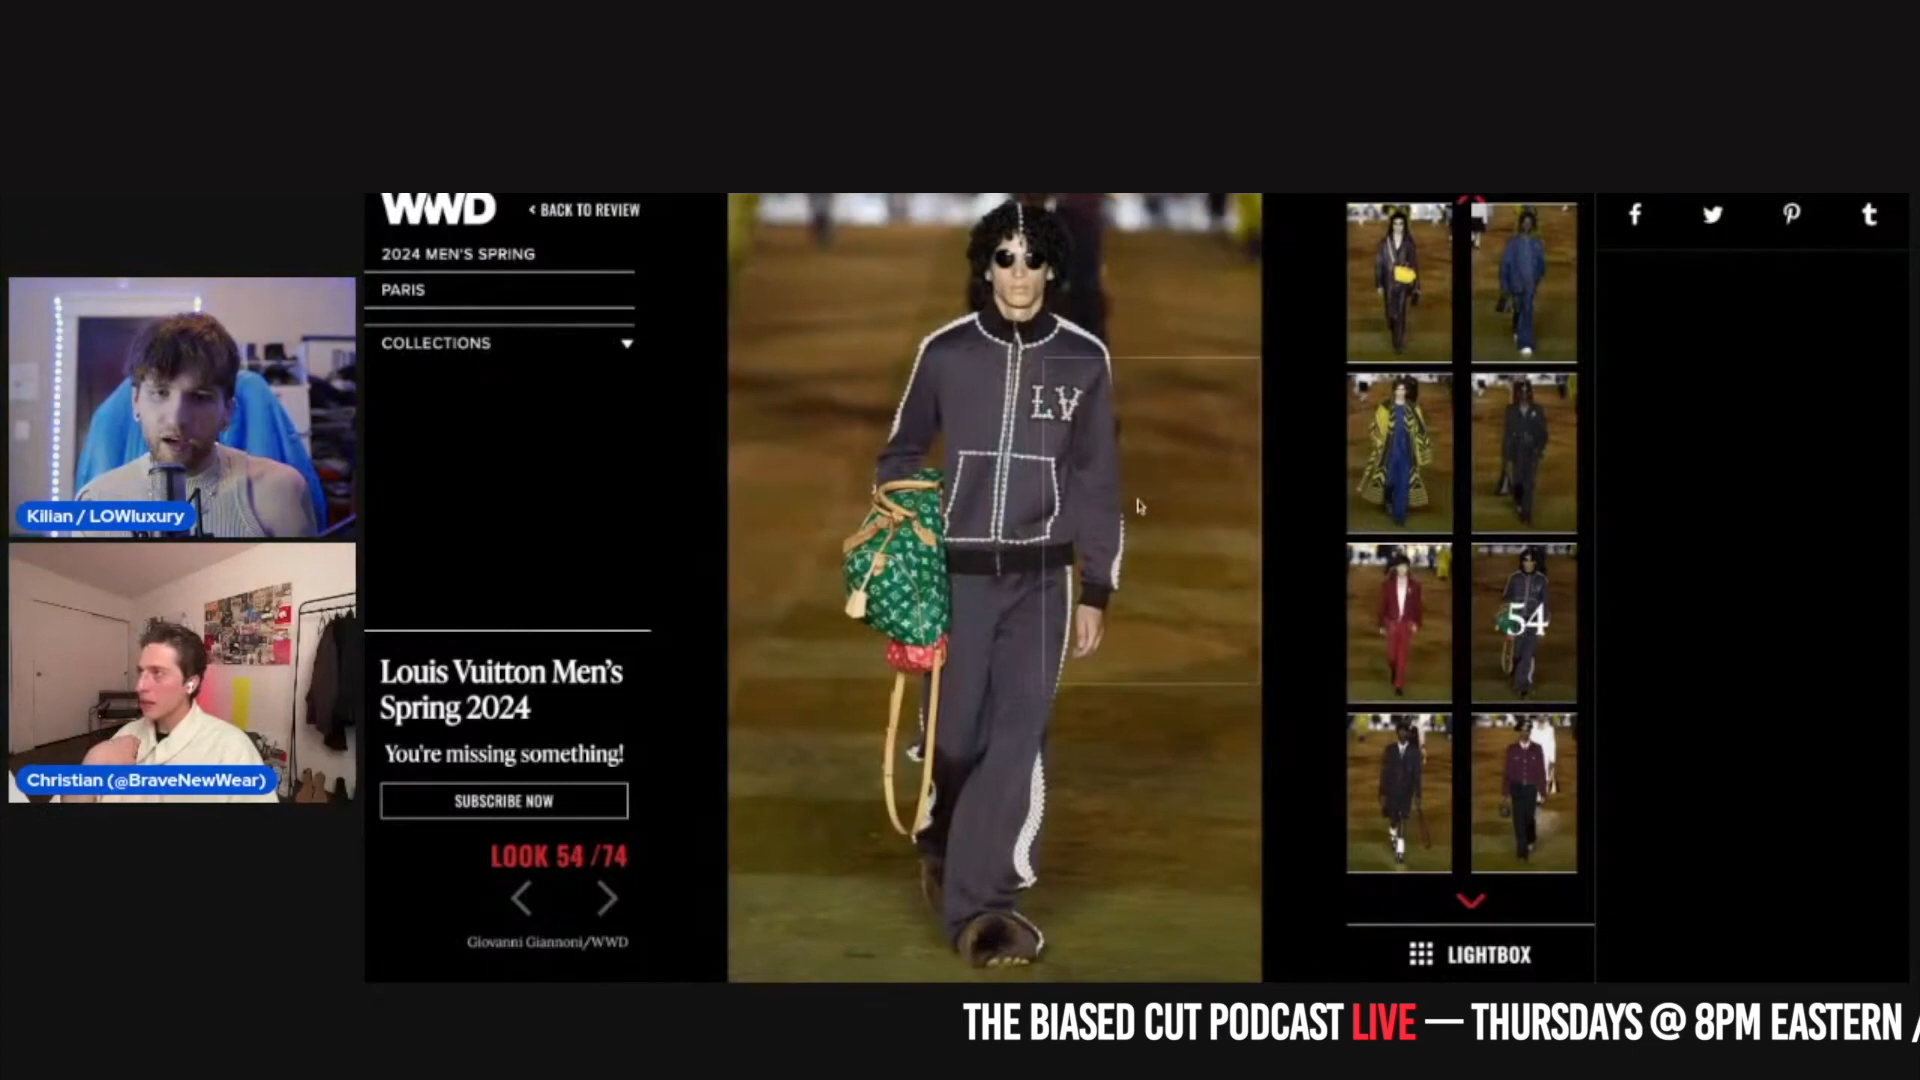 WWD
< BACK TO REVIEW
2024 MEN'S SPRING
PARIS
COLLECTIONS
Kilian / LOWluxury
Christian (@BraveNewWear)
Louis Vuitton Men's
Spring 2024
You're missing something!
SUBSCRIBE NOW
LOOK 54 /74
Giovanni Giannoni/WWD
LV
54
LIGHTBOX
THE BIASED CUT PODCAST LIVE — THURSDAYS @ 8PM EASTERN /